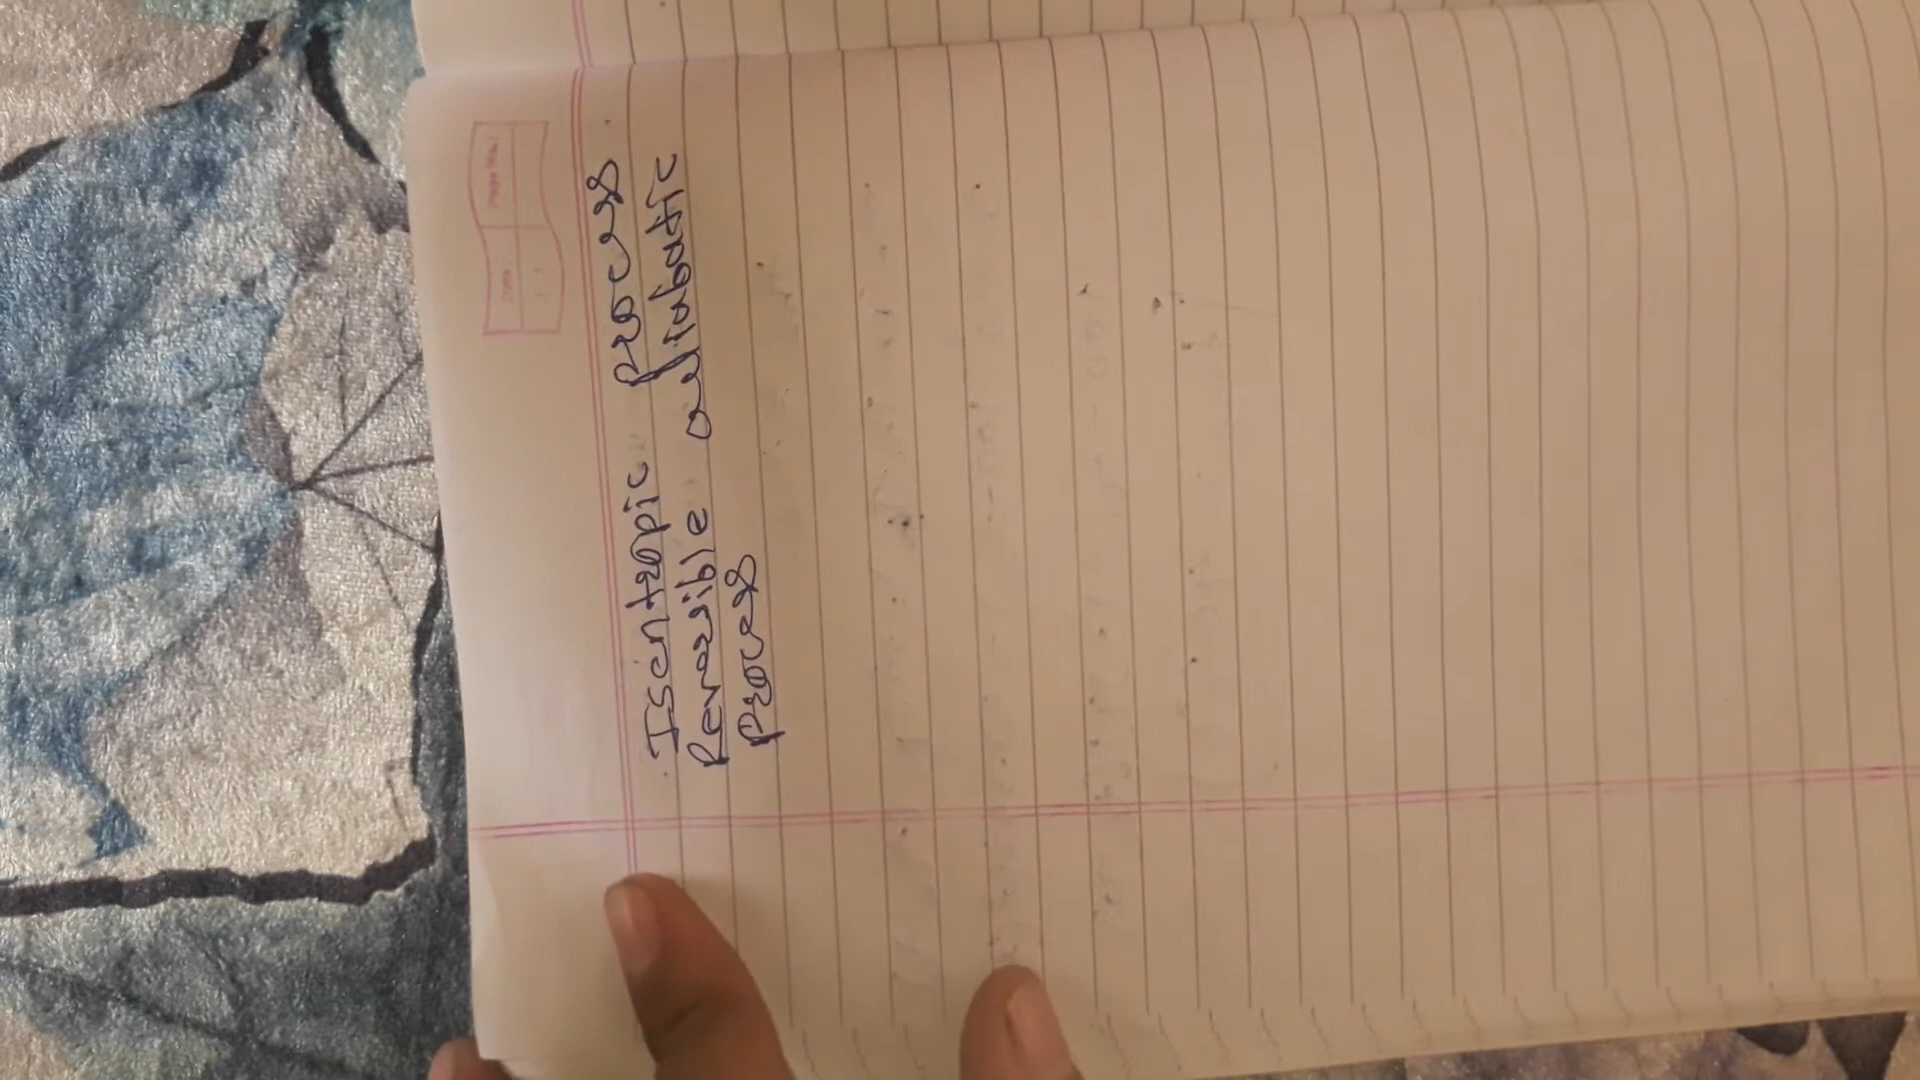 Isentropic process
Reversible adiabatic
Process